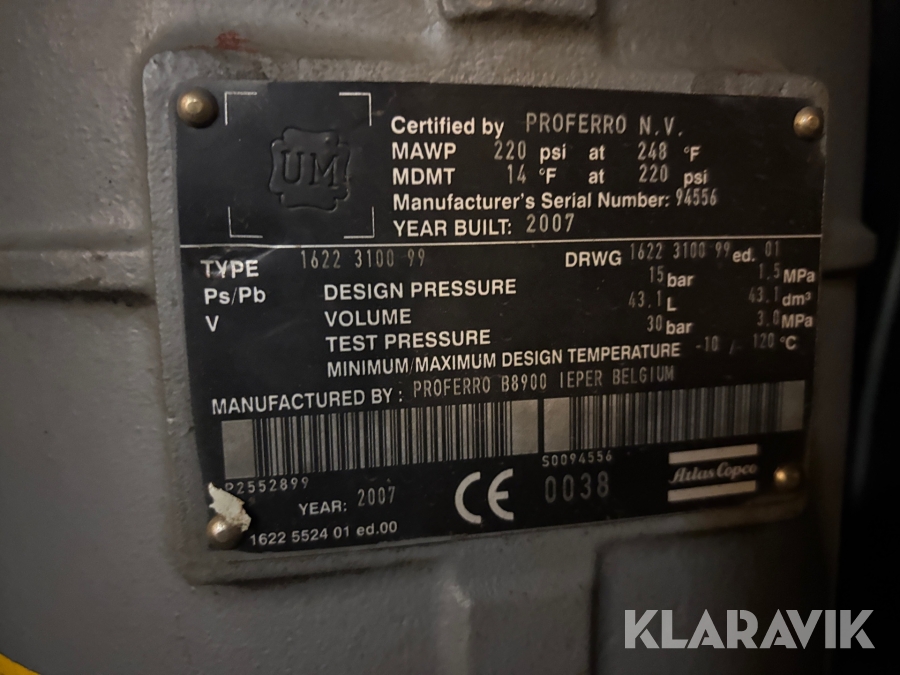 UM
Certified by PROFERRO N.V.
MAWP 220 psi at 248 °F
MDMT 14 °F at 220 psi
Manufacturer's Serial Number: 94556
YEAR BUILT: 2007
TYPE 1622 3100 99 DRWG 1622 3100 99 ed. 01
Ps/Pb DESIGN PRESSURE 15 bar 1.5 MPa
V VOLUME 43.1 L 43.1 dm³
TEST PRESSURE 30 bar 3.0 MPa
MINIMUM/MAXIMUM DESIGN TEMPERATURE -10 / 120 °C
MANUFACTURED BY : PROFERRO B8900 IEPER BELGIUM
P2552899 S0094556
YEAR: 2007 CE 0038 Atlas Copco
1622 5524 01 ed.00
KLARAVIK